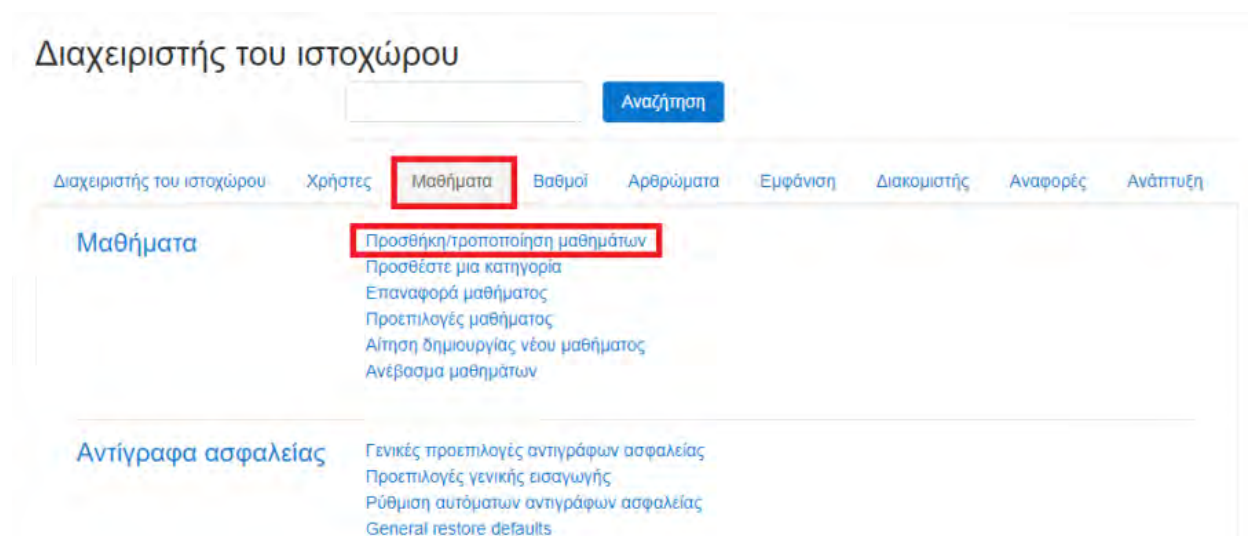 Διαχειριστής του ιστοχώρου
Αναζήτηση
Διαχειριστής του ιστοχώρου Χρήστες Μαθήματα Βαθμοί Αρθρώματα Εμφάνιση Διακομιστής Αναφορές Ανάπτυξη
Μαθήματα Προσθήκη/τροποποίηση μαθημάτων
Προσθέστε μια κατηγορία
Επαναφορά μαθήματος
Προεπιλογές μαθήματος
Αίτηση δημιουργίας νέου μαθήματος
Ανέβασμα μαθημάτων
Αντίγραφα ασφαλείας Γενικές προεπιλογές αντιγράφων ασφαλείας
Προεπιλογές γενικής εισαγωγής
Ρύθμιση αυτόματων αντιγράφων ασφαλείας
General restore defaults